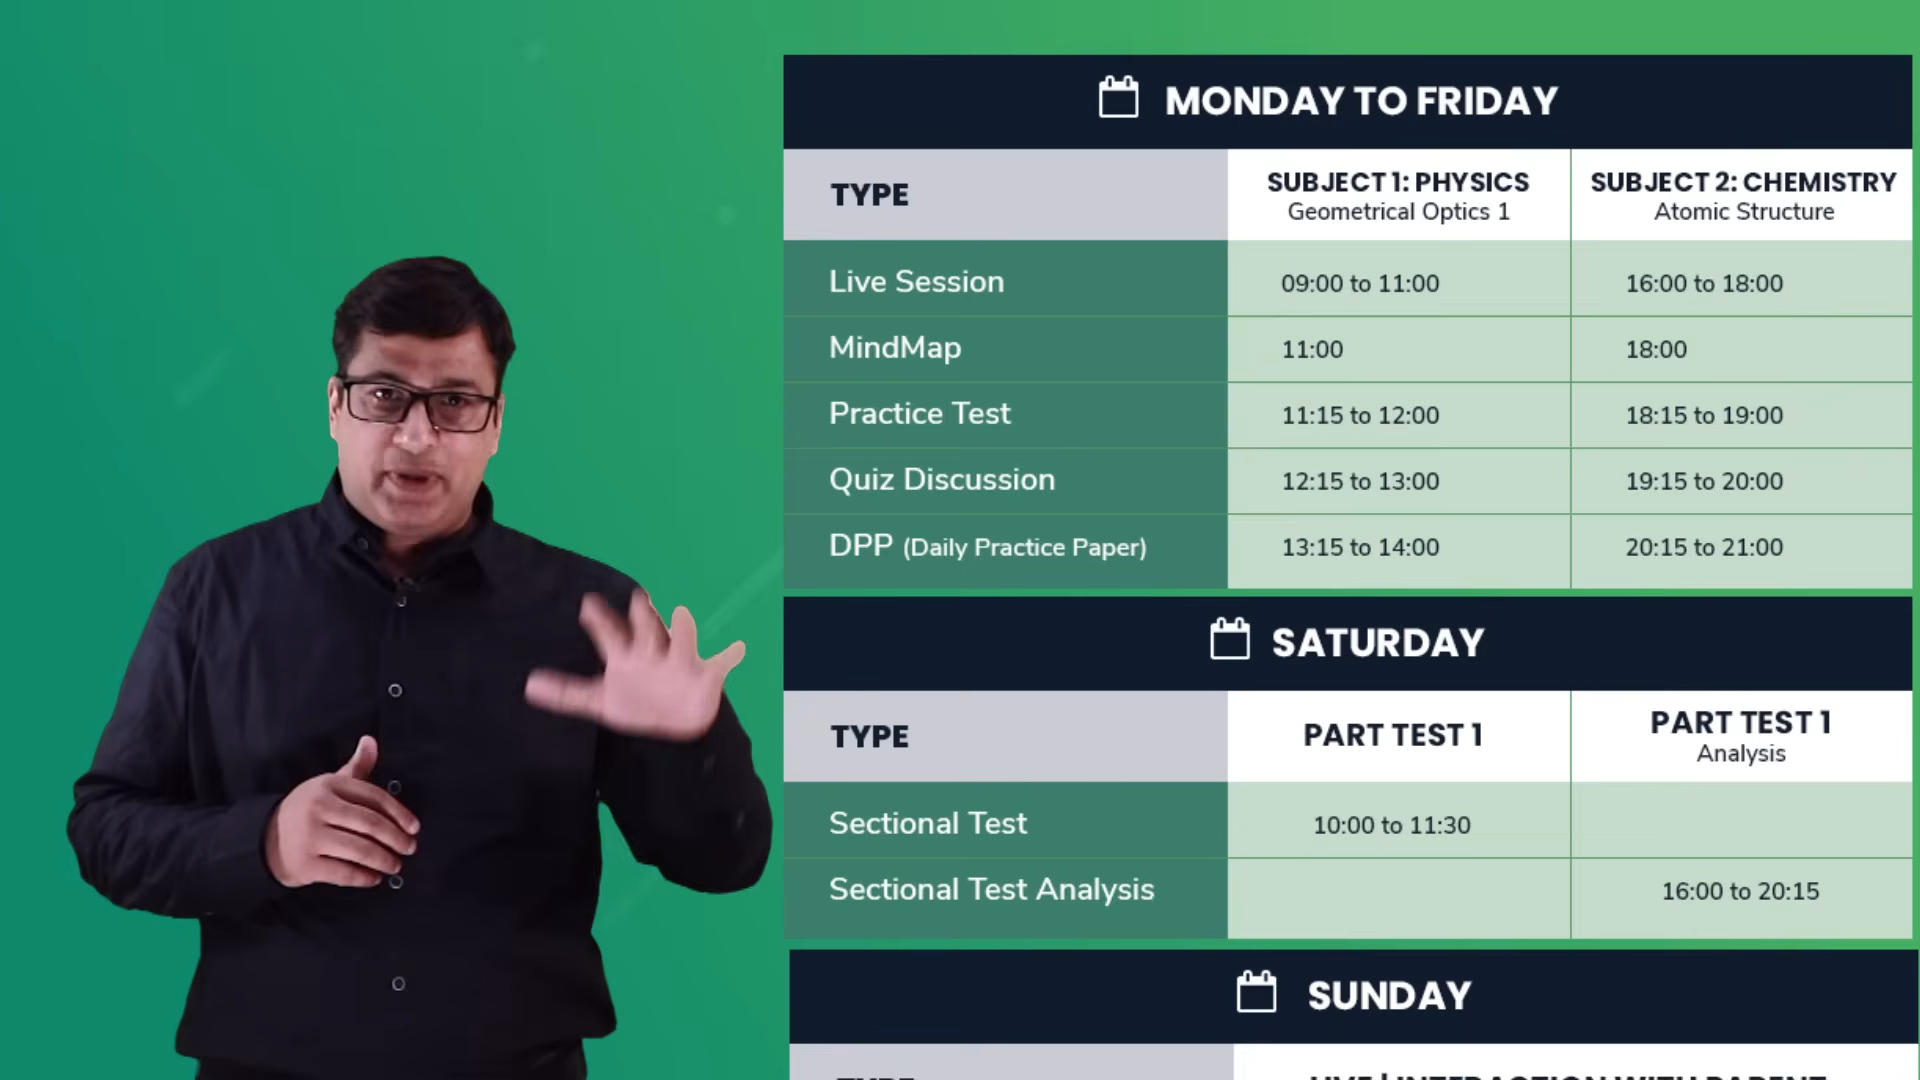 MONDAY TO FRIDAY
TYPE
SUBJECT 1: PHYSICS
Geometrical Optics 1
SUBJECT 2: CHEMISTRY
Atomic Structure
Live Session
09:00 to 11:00
16:00 to 18:00
MindMap
11:00
18:00
Practice Test
11:15 to 12:00
18:15 to 19:00
Quiz Discussion
12:15 to 13:00
19:15 to 20:00
DPP (Daily Practice Paper)
13:15 to 14:00
20:15 to 21:00
SATURDAY
TYPE
PART TEST 1
PART TEST 1
Analysis
Sectional Test
10:00 to 11:30
Sectional Test Analysis
16:00 to 20:15
SUNDAY
TYPE
LIVE | INTERACTION WITH PARENT